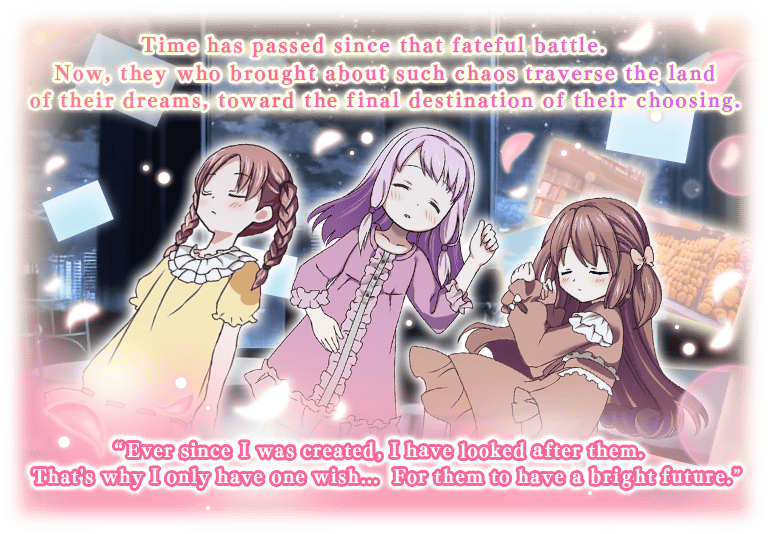 Time has passed since that fateful battle.
Now, they who brought about such chaos traverse the land
of their dreams, toward the final destination of their choosing.
“Ever since I was created, I have looked after them.
That's why I only have one wish... For them to have a bright future.”